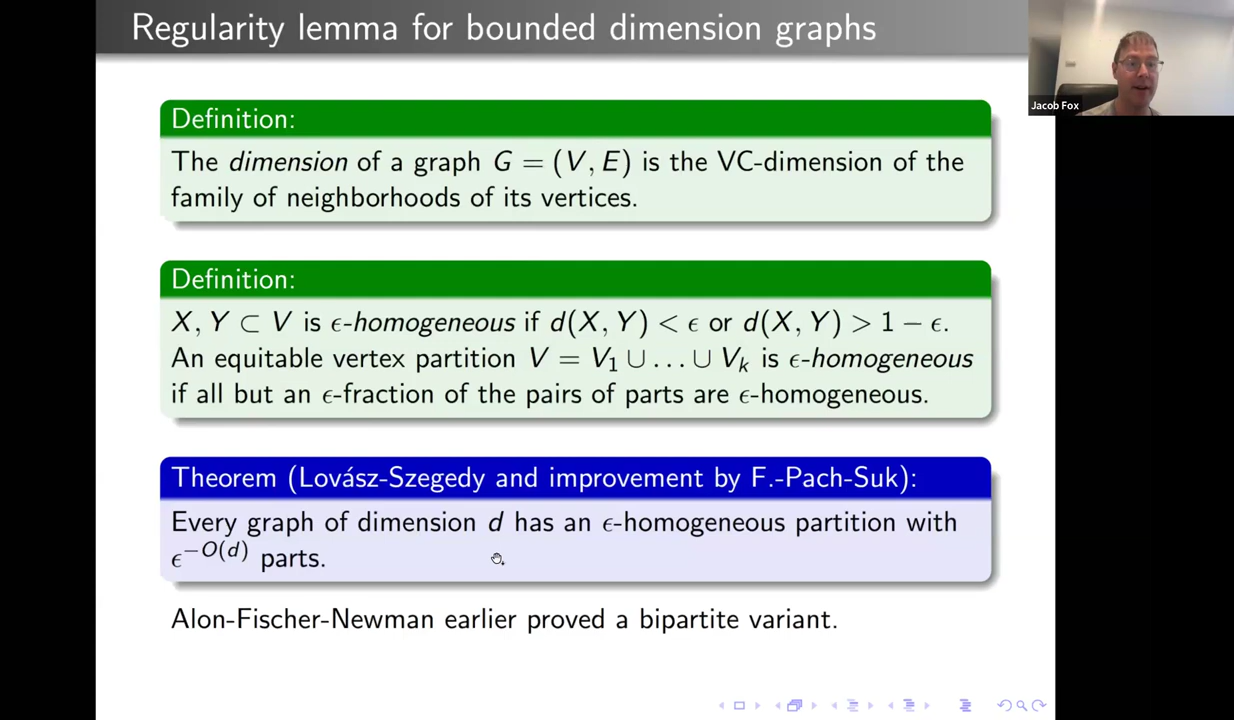 Regularity lemma for bounded dimension graphs
Jacob Fox
Definition:
The dimension of a graph G = (V, E) is the VC-dimension of the
family of neighborhoods of its vertices.
Definition:
X, Y ⊂ V is ϵ-homogeneous if d(X, Y) < ϵ or d(X, Y) > 1 − ϵ.
An equitable vertex partition V = V₁ ∪ … ∪ Vₖ is ϵ-homogeneous
if all but an ϵ-fraction of the pairs of parts are ϵ-homogeneous.
Theorem (Lovász-Szegedy and improvement by F.-Pach-Suk):
Every graph of dimension d has an ϵ-homogeneous partition with
ϵ^{−O(d)} parts.
Alon-Fischer-Newman earlier proved a bipartite variant.